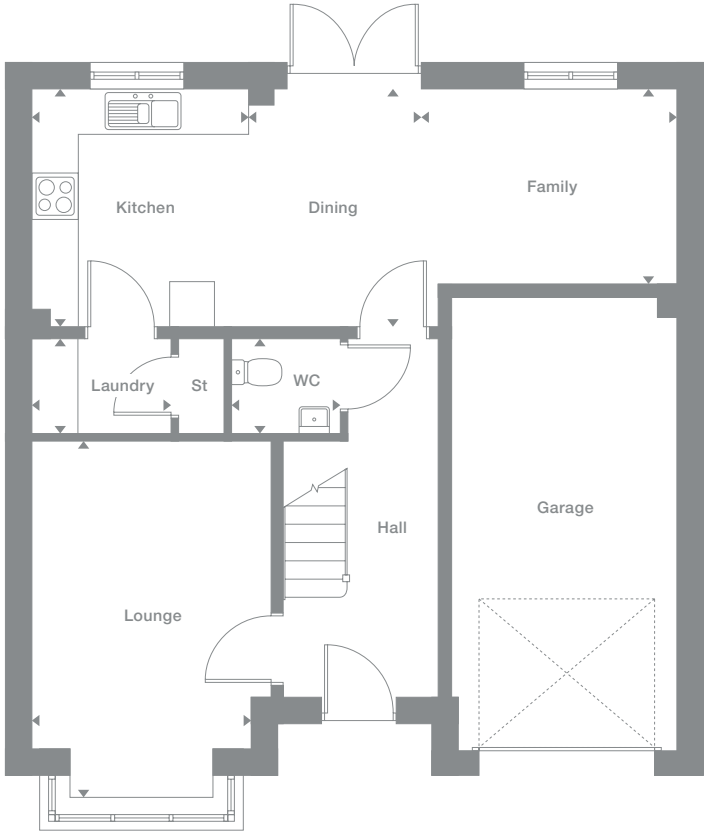 Kitchen
Dining
Family
Laundry
St
WC
Hall
Garage
Lounge